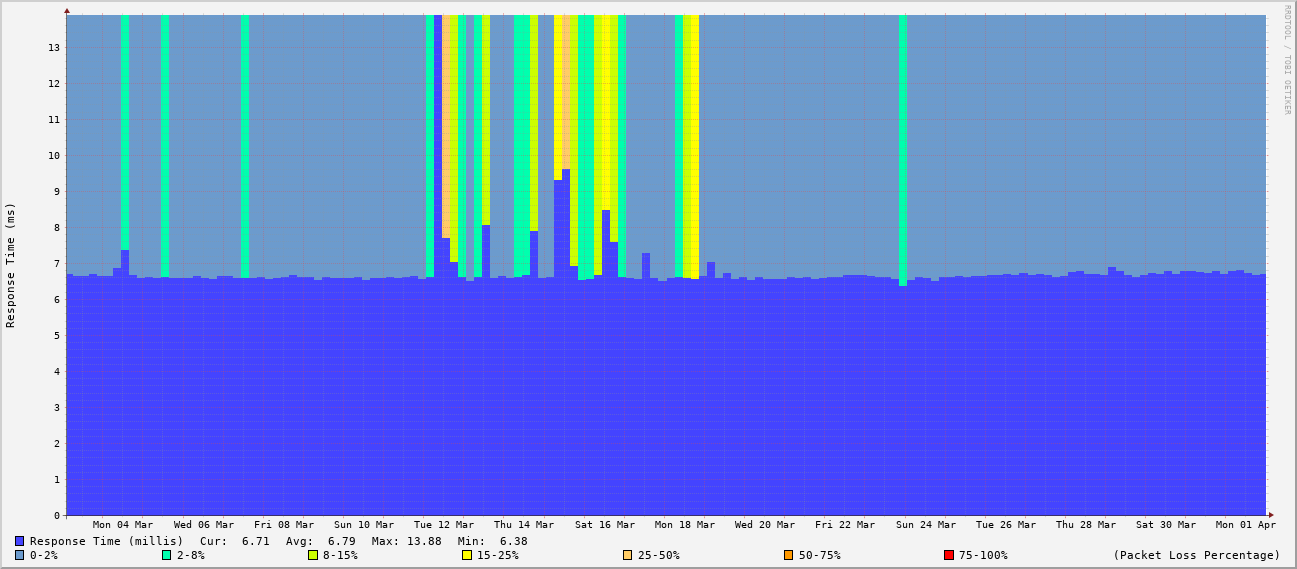 RRDTOOL / TOBI OETIKER
Response Time (ms)
13
12
11
10
9
8
7
6
5
4
3
2
1
0
Mon 04 Mar Wed 06 Mar Fri 08 Mar Sun 10 Mar Tue 12 Mar Thu 14 Mar Sat 16 Mar Mon 18 Mar Wed 20 Mar Fri 22 Mar Sun 24 Mar Tue 26 Mar Thu 28 Mar Sat 30 Mar Mon 01 Apr
Response Time (millis) Cur: 6.71 Avg: 6.79 Max: 13.88 Min: 6.38
0-2% 2-8% 8-15% 15-25% 25-50% 50-75% 75-100% (Packet Loss Percentage)